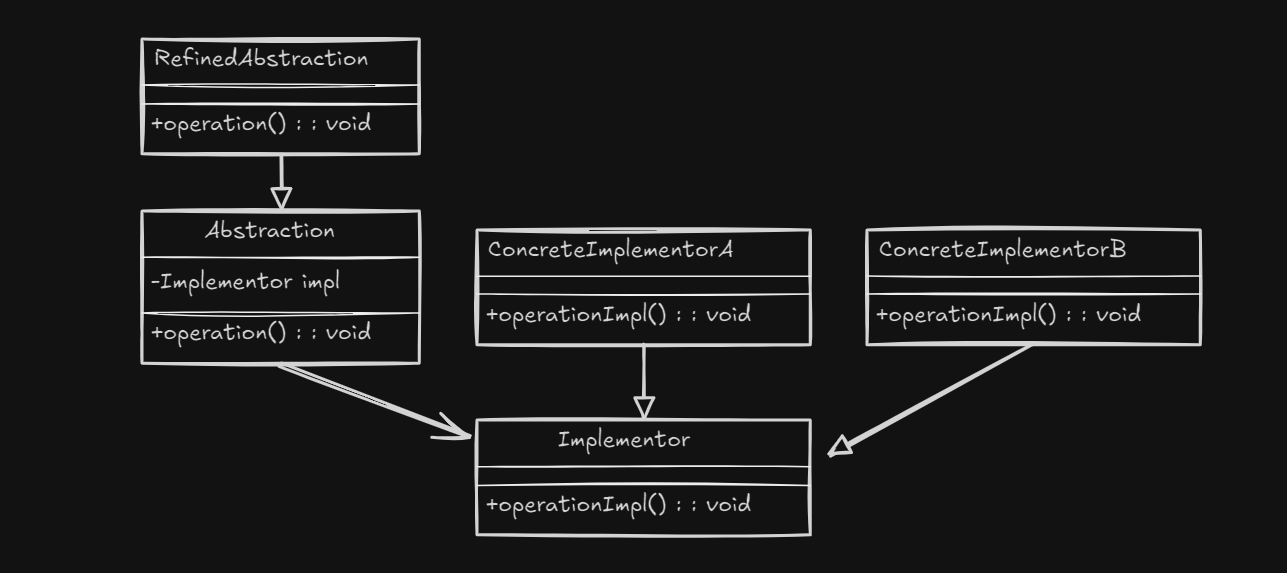 RefinedAbstraction
+operation() : : void
Abstraction
-Implementor impl
+operation() : : void
ConcreteImplementorA
+operationImpl() : : void
ConcreteImplementorB
+operationImpl() : : void
Implementor
+operationImpl() : : void